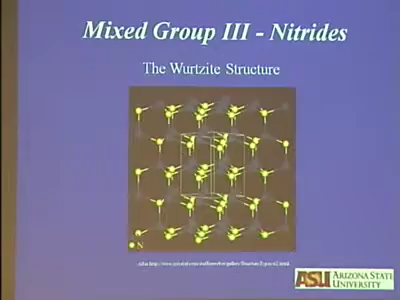 Mixed Group III - Nitrides
The Wurtzite Structure
N
ASU ARIZONA STATE
UNIVERSITY